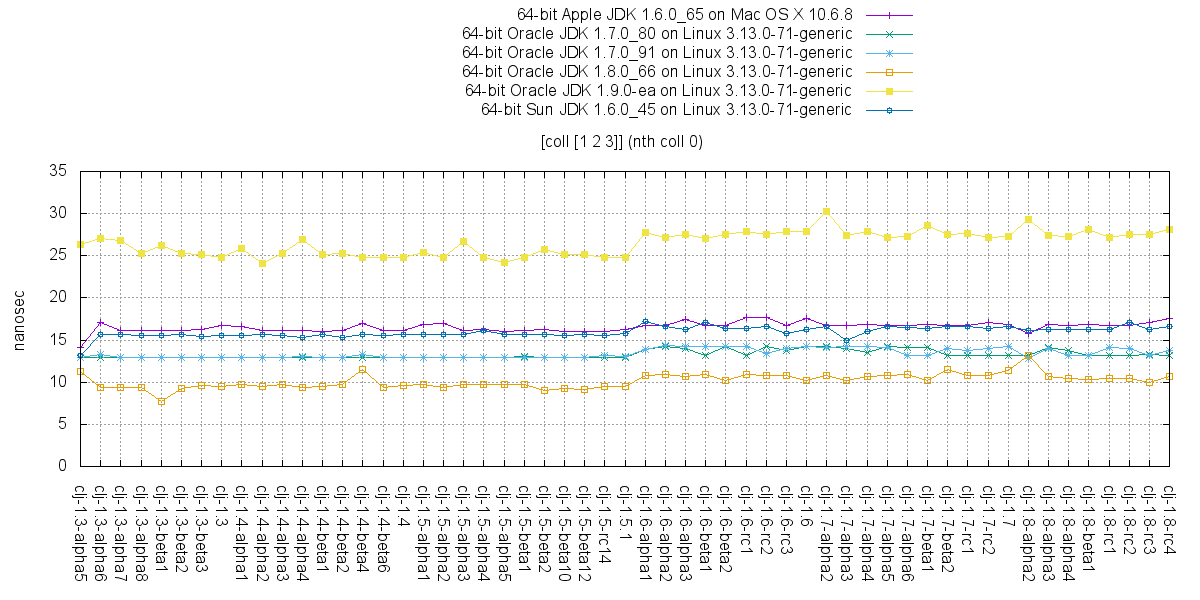 64-bit Apple JDK 1.6.0_65 on Mac OS X 10.6.8
64-bit Oracle JDK 1.7.0_80 on Linux 3.13.0-71-generic
64-bit Oracle JDK 1.7.0_91 on Linux 3.13.0-71-generic
64-bit Oracle JDK 1.8.0_66 on Linux 3.13.0-71-generic
64-bit Oracle JDK 1.9.0-ea on Linux 3.13.0-71-generic
64-bit Sun JDK 1.6.0_45 on Linux 3.13.0-71-generic
[coll [1 2 3]] (nth coll 0)
nanosec
35
30
25
20
15
10
5
0
clj-1.3-alpha5
clj-1.3-alpha6
clj-1.3-alpha7
clj-1.3-alpha8
clj-1.3-beta1
clj-1.3-beta2
clj-1.3-beta3
clj-1.3
clj-1.4-alpha1
clj-1.4-alpha2
clj-1.4-alpha3
clj-1.4-alpha4
clj-1.4-beta1
clj-1.4-beta2
clj-1.4-beta4
clj-1.4-beta6
clj-1.4
clj-1.5-alpha1
clj-1.5-alpha2
clj-1.5-alpha3
clj-1.5-alpha4
clj-1.5-alpha5
clj-1.5-beta1
clj-1.5-beta2
clj-1.5-beta10
clj-1.5-beta12
clj-1.5-rc14
clj-1.5.1
clj-1.6-alpha1
clj-1.6-alpha2
clj-1.6-alpha3
clj-1.6-beta1
clj-1.6-beta2
clj-1.6-rc1
clj-1.6-rc2
clj-1.6-rc3
clj-1.6
clj-1.7-alpha2
clj-1.7-alpha3
clj-1.7-alpha4
clj-1.7-alpha5
clj-1.7-alpha6
clj-1.7-beta1
clj-1.7-beta2
clj-1.7-rc1
clj-1.7-rc2
clj-1.7
clj-1.8-alpha2
clj-1.8-alpha3
clj-1.8-alpha4
clj-1.8-beta1
clj-1.8-rc1
clj-1.8-rc2
clj-1.8-rc3
clj-1.8-rc4